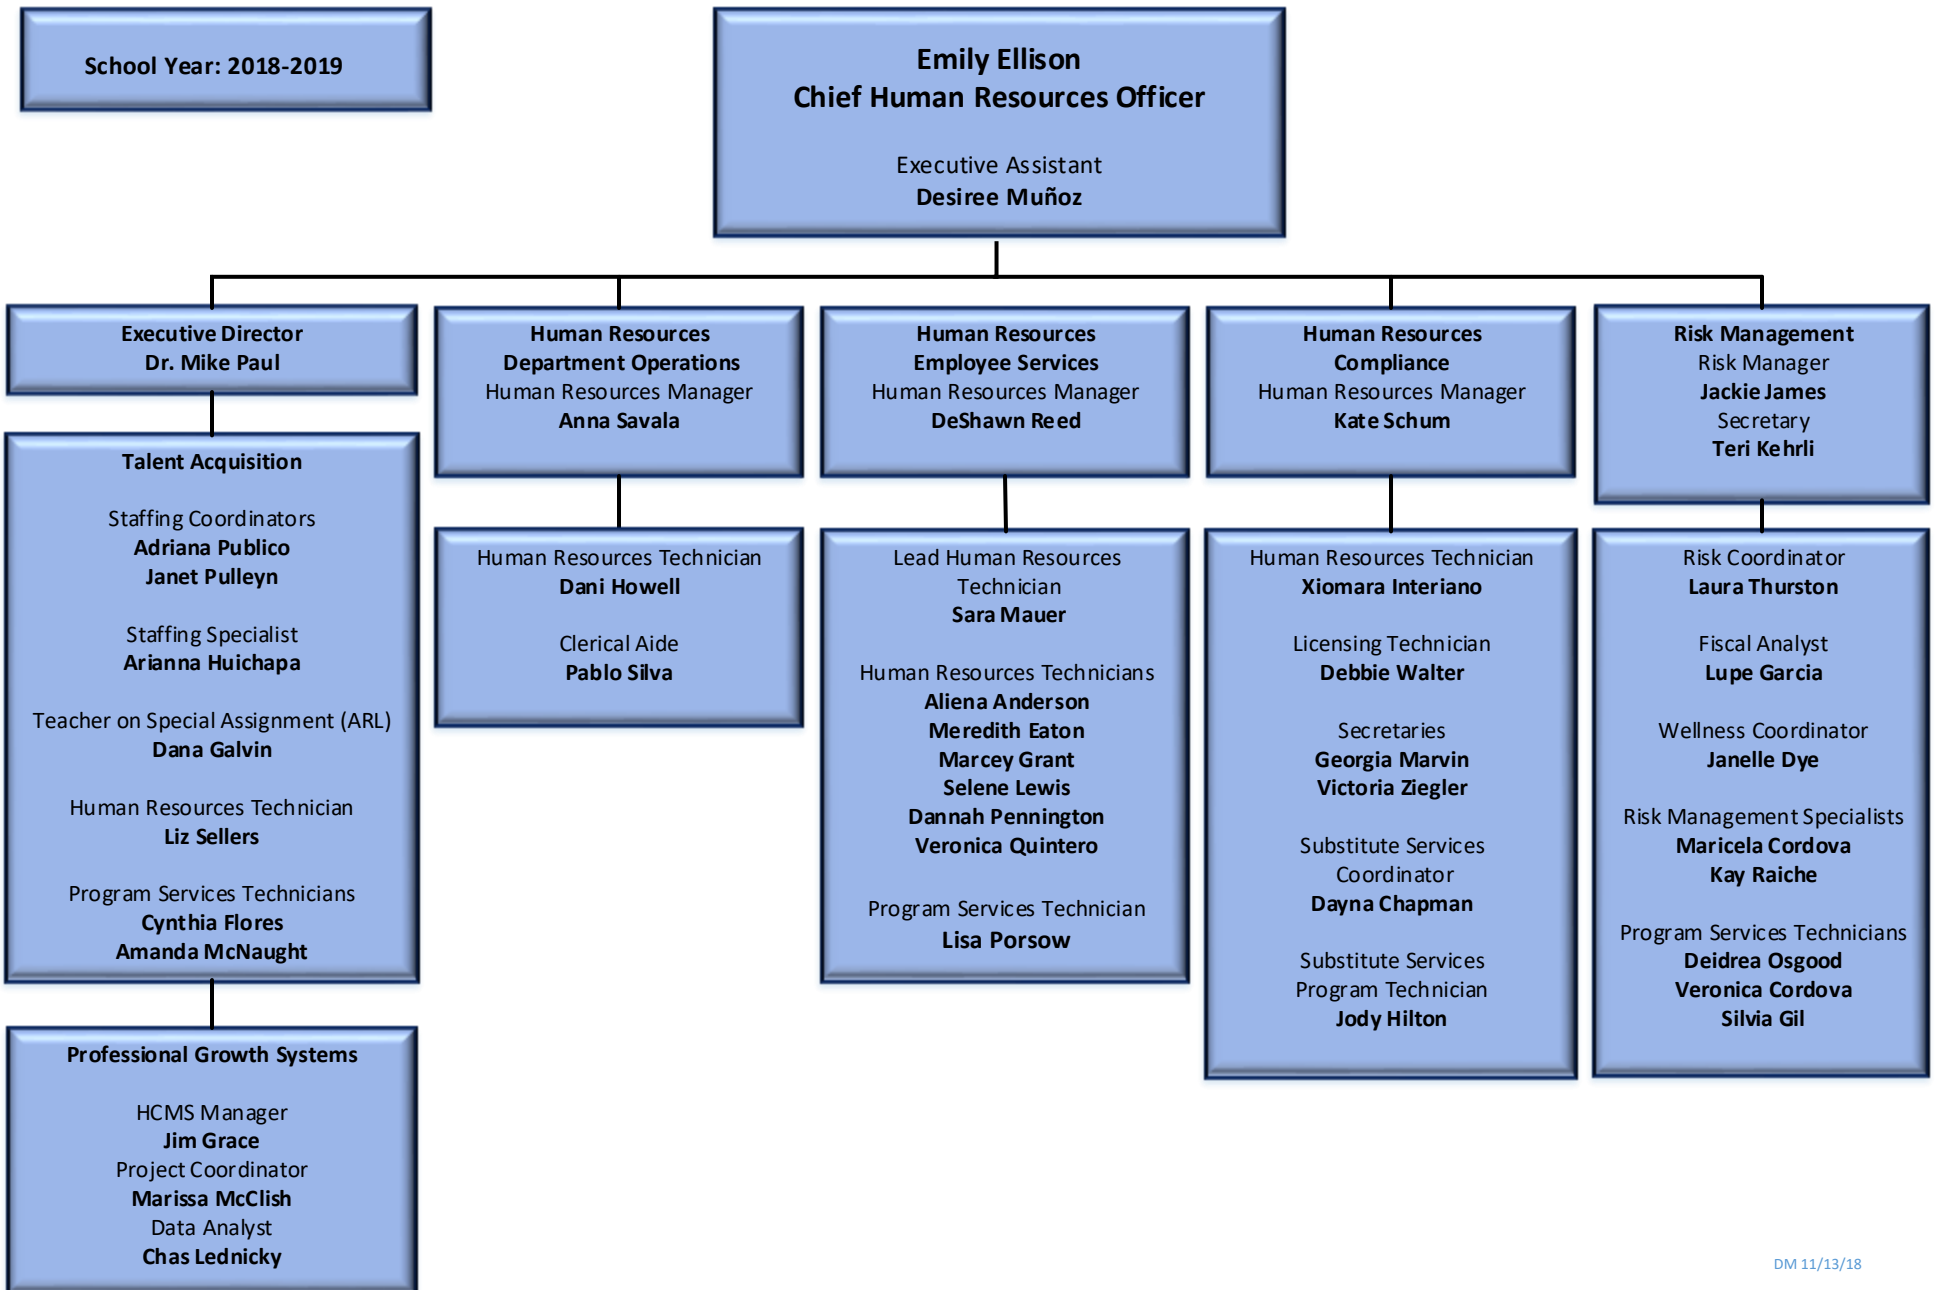 School Year: 2018-2019
Emily Ellison
Chief Human Resources Officer
Executive Assistant
Desiree Muñoz
Executive Director
Dr. Mike Paul
Talent Acquisition
Staffing Coordinators
Adriana Publico
Janet Pulleyn
Staffing Specialist
Arianna Huichapa
Teacher on Special Assignment (ARL)
Dana Galvin
Human Resources Technician
Liz Sellers
Program Services Technicians
Cynthia Flores
Amanda McNaught
Professional Growth Systems
HCMS Manager
Jim Grace
Project Coordinator
Marissa McClish
Data Analyst
Chas Lednicky
Human Resources
Department Operations
Human Resources Manager
Anna Savala
Human Resources Technician
Dani Howell
Clerical Aide
Pablo Silva
Human Resources
Employee Services
Human Resources Manager
DeShawn Reed
Lead Human Resources
Technician
Sara Mauer
Human Resources Technicians
Aliena Anderson
Meredith Eaton
Marcey Grant
Selene Lewis
Dannah Pennington
Veronica Quintero
Program Services Technician
Lisa Porsow
Human Resources
Compliance
Human Resources Manager
Kate Schum
Human Resources Technician
Xiomara Interiano
Licensing Technician
Debbie Walter
Secretaries
Georgia Marvin
Victoria Ziegler
Substitute Services
Coordinator
Dayna Chapman
Substitute Services
Program Technician
Jody Hilton
Risk Management
Risk Manager
Jackie James
Secretary
Teri Kehrli
Risk Coordinator
Laura Thurston
Fiscal Analyst
Lupe Garcia
Wellness Coordinator
Janelle Dye
Risk Management Specialists
Maricela Cordova
Kay Raiche
Program Services Technicians
Deidrea Osgood
Veronica Cordova
Silvia Gil
DM 11/13/18